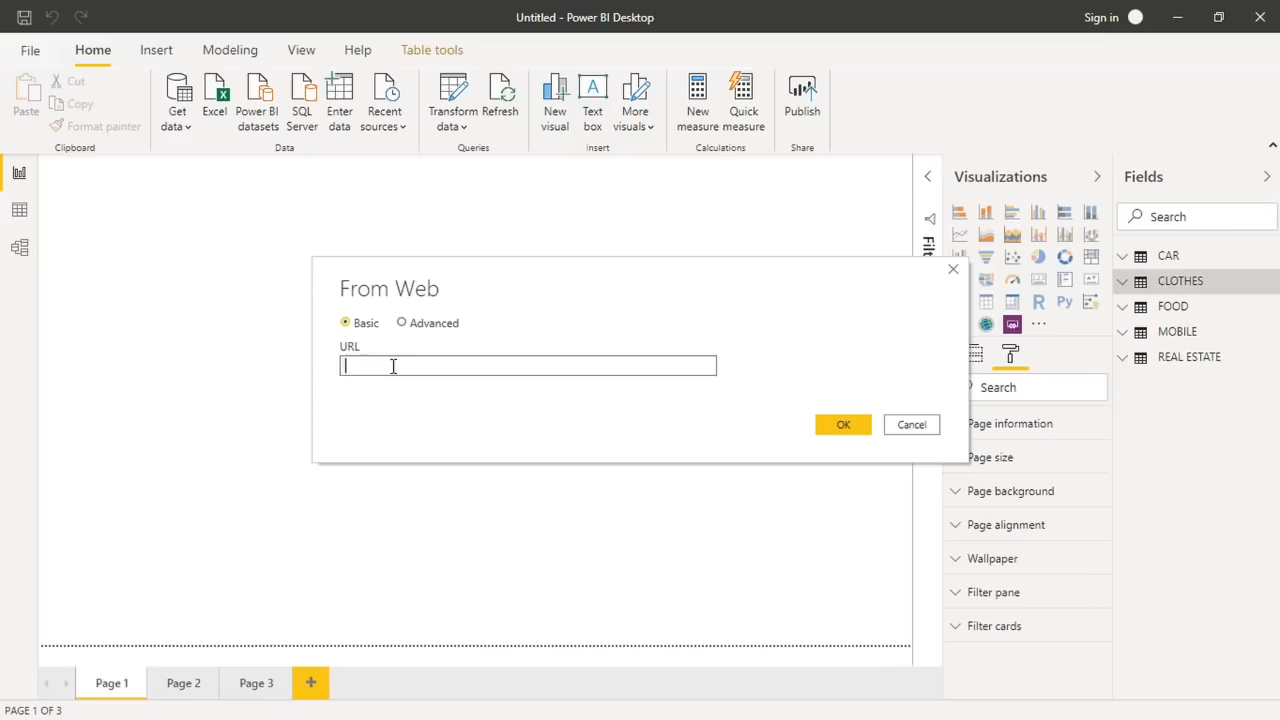 Untitled - Power BI Desktop
Sign in
File
Home
Insert
Modeling
View
Help
Table tools
Paste
Cut
Copy
Format painter
Clipboard
Get data
Excel
Power BI datasets
SQL Server
Enter data
Recent sources
Data
Transform data
Refresh
Queries
New visual
Text box
More visuals
Insert
New measure
Quick measure
Calculations
Publish
Share
Visualizations
Fields
Search
CAR
CLOTHES
FOOD
MOBILE
REAL ESTATE
From Web
Basic
Advanced
URL
OK
Cancel
Search
Page information
Page size
Page background
Page alignment
Wallpaper
Filter pane
Filter cards
Page 1
Page 2
Page 3
PAGE 1 OF 3